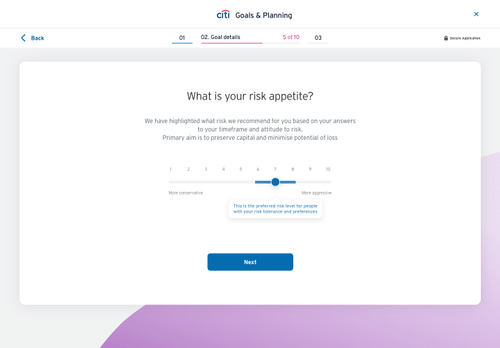 citi Goals & Planning
Back
01
02. Goal details
5 of 10
03
Secure Application
What is your risk appetite?
We have highlighted what risk we recommend for you based on your answers
to your timeframe and attitude to risk.
Primary aim is to preserve capital and minimise potential of loss
1 2 3 4 5 6 7 8 9 10
More conservative
More aggressive
This is the preferred risk level for people
with your risk tolerance and preferences
Next